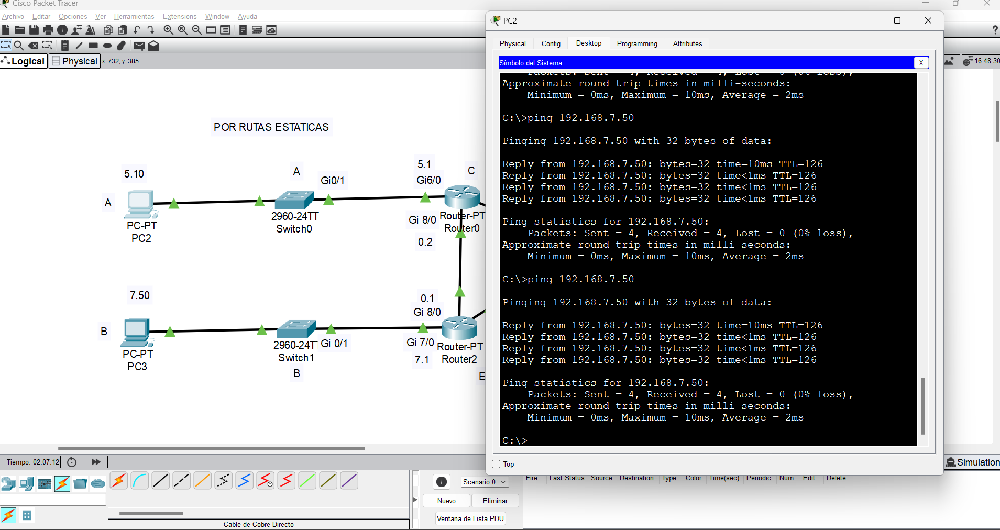 Cisco Packet Tracer
Archivo Editar Opciones Ver Herramientas Extensions Window Ayuda
Logical Physical x: 732, y: 385
16:48:30
POR RUTAS ESTATICAS
5.10
A
PC-PT
PC2
A
Gi0/1
2960-24TT
Switch0
5.1
Gi6/0
C
Gi 8/0
Router-PT
Router0
0.2
7.50
B
PC-PT
PC3
2960-24T
Switch1
B
Gi 0/1
0.1
Gi 8/0
Gi 7/0
7.1
Router-PT
Router2
E
PC2
Physical Config Desktop Programming Attributes
Símbolo del Sistema X
Packets: Sent = 4, Received = 4, Lost = 0 (0% loss),
Approximate round trip times in milli-seconds:
Minimum = 0ms, Maximum = 10ms, Average = 2ms
C:\>ping 192.168.7.50
Pinging 192.168.7.50 with 32 bytes of data:
Reply from 192.168.7.50: bytes=32 time=10ms TTL=126
Reply from 192.168.7.50: bytes=32 time<1ms TTL=126
Reply from 192.168.7.50: bytes=32 time<1ms TTL=126
Reply from 192.168.7.50: bytes=32 time<1ms TTL=126
Ping statistics for 192.168.7.50:
Packets: Sent = 4, Received = 4, Lost = 0 (0% loss),
Approximate round trip times in milli-seconds:
Minimum = 0ms, Maximum = 10ms, Average = 2ms
C:\>ping 192.168.7.50
Pinging 192.168.7.50 with 32 bytes of data:
Reply from 192.168.7.50: bytes=32 time=10ms TTL=126
Reply from 192.168.7.50: bytes=32 time<1ms TTL=126
Reply from 192.168.7.50: bytes=32 time<1ms TTL=126
Reply from 192.168.7.50: bytes=32 time<1ms TTL=126
Ping statistics for 192.168.7.50:
Packets: Sent = 4, Received = 4, Lost = 0 (0% loss),
Approximate round trip times in milli-seconds:
Minimum = 0ms, Maximum = 10ms, Average = 2ms
C:\>
Top
Tiempo: 02:07:12
Simulation
Cable de Cobre Directo
Scenario 0
Nuevo Eliminar
Ventana de Lista PDU
Fire Last Status Source Destination Type Color Time(sec) Periodic Num Edit Delete